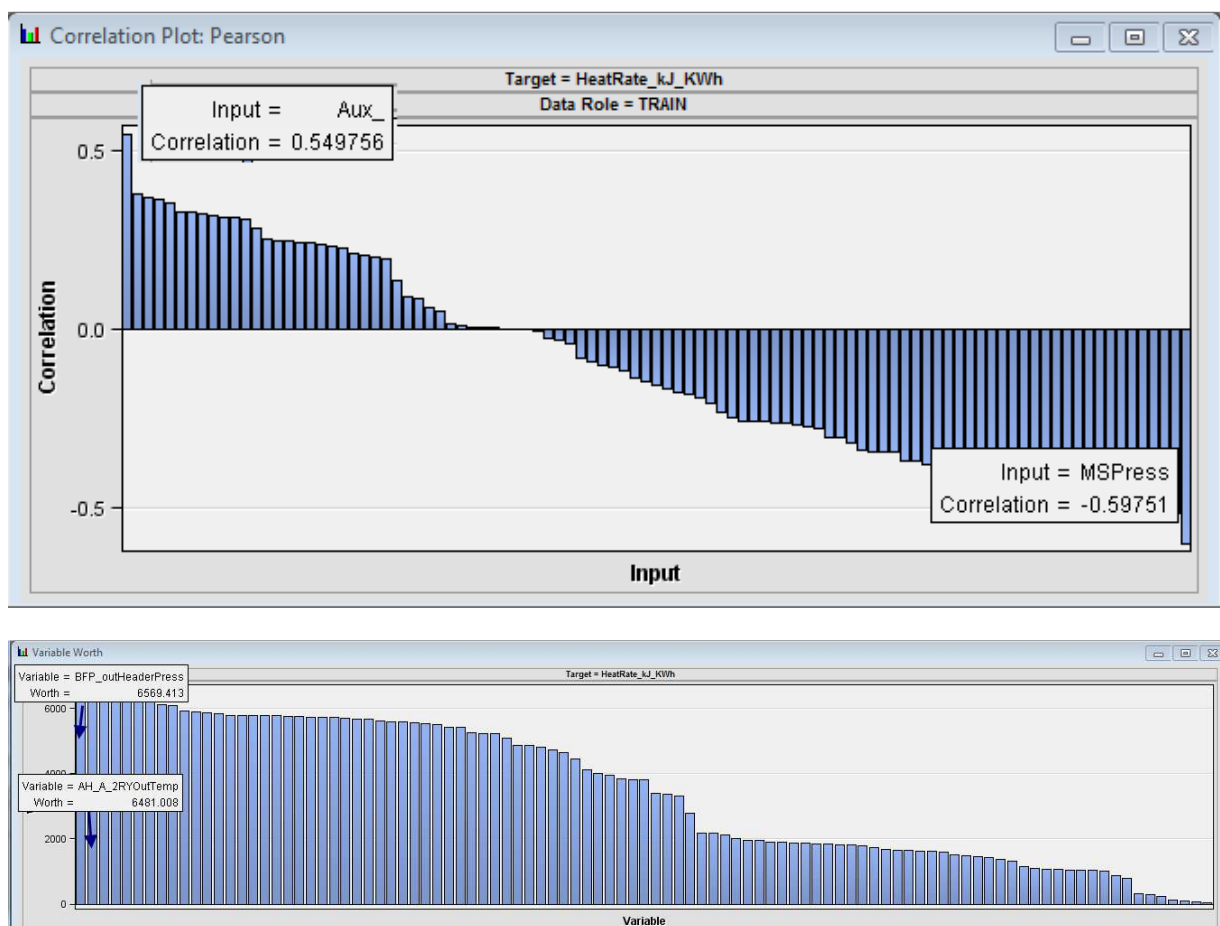 Correlation Plot: Pearson
Target = HeatRate_kJ_KWh
Data Role = TRAIN
Input = Aux_
Correlation = 0.549756
0.5
0.0
-0.5
Correlation
Input = MSPress
Correlation = -0.59751
Input
Variable Worth
Target = HeatRate_kJ_KWh
Variable = BFP_outHeaderPress
Worth = 6569.413
6000
4000
Variable = AH_A_2RYOutTemp
Worth = 6481.008
2000
0
Variable